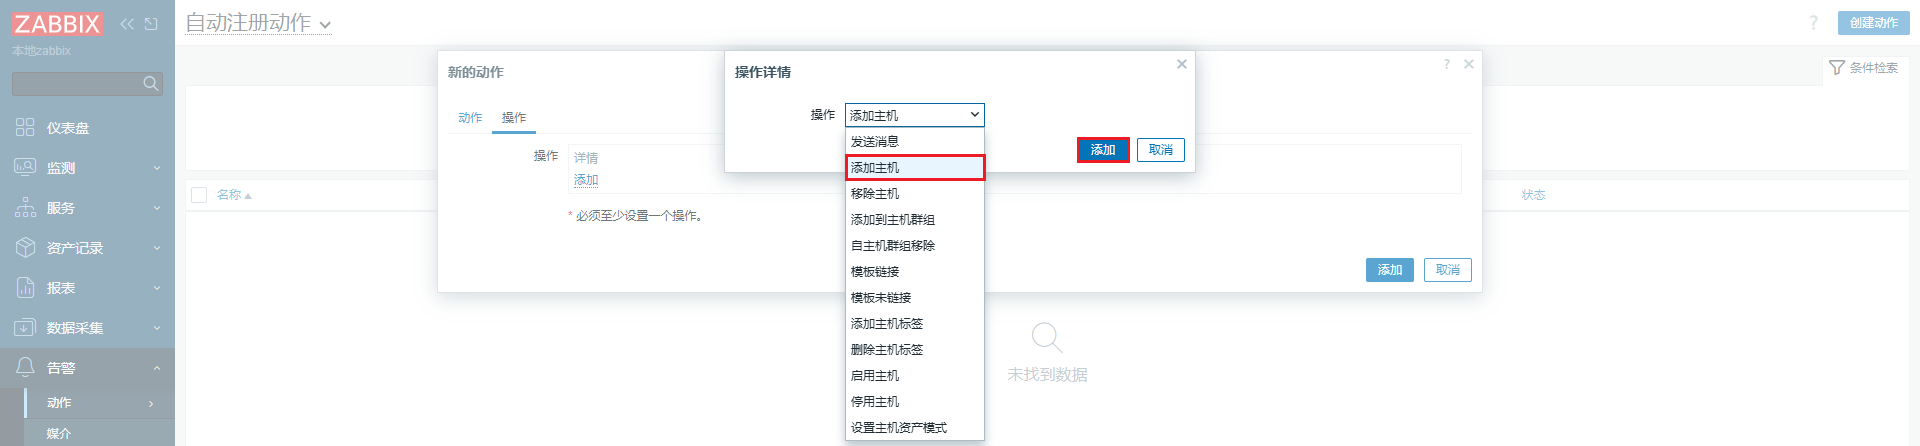 ZABBIX
本地zabbix
仪表盘
监测
服务
资产记录
报表
数据采集
告警
动作
媒介
自动注册动作
? 创建动作
条件检索
名称
状态
未找到数据
新的动作
?
动作 操作
操作 详情
添加
* 必须至少设置一个操作。
添加 取消
操作详情
操作 添加主机
发送消息
添加主机
移除主机
添加到主机群组
自主机群组移除
模板链接
模板未链接
添加主机标签
删除主机标签
启用主机
停用主机
设置主机资产模式
添加 取消